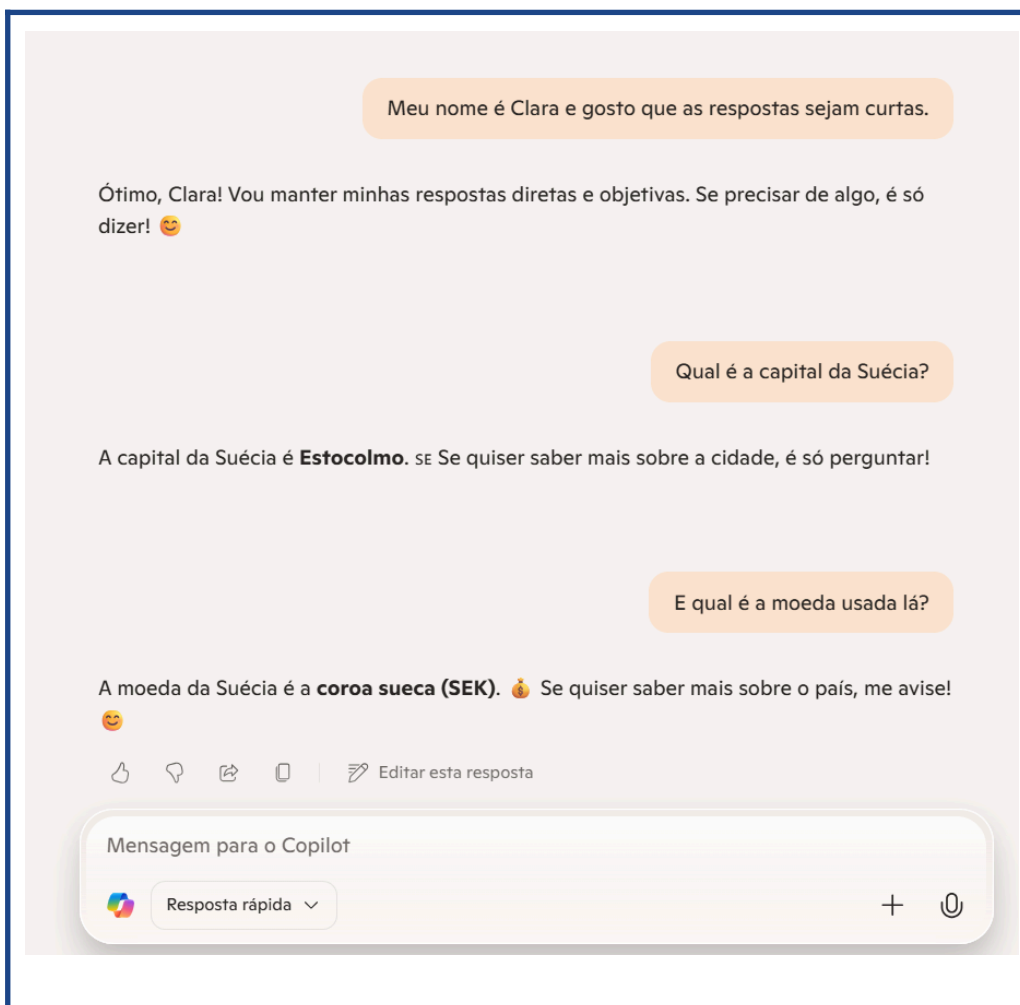 Meu nome é Clara e gosto que as respostas sejam curtas.
Ótimo, Clara! Vou manter minhas respostas diretas e objetivas. Se precisar de algo, é só
dizer! 😊
Qual é a capital da Suécia?
A capital da Suécia é Estocolmo. SE Se quiser saber mais sobre a cidade, é só perguntar!
E qual é a moeda usada lá?
A moeda da Suécia é a coroa sueca (SEK). 💰 Se quiser saber mais sobre o país, me avise!
😊
Editar esta resposta
Mensagem para o Copilot
Resposta rápida